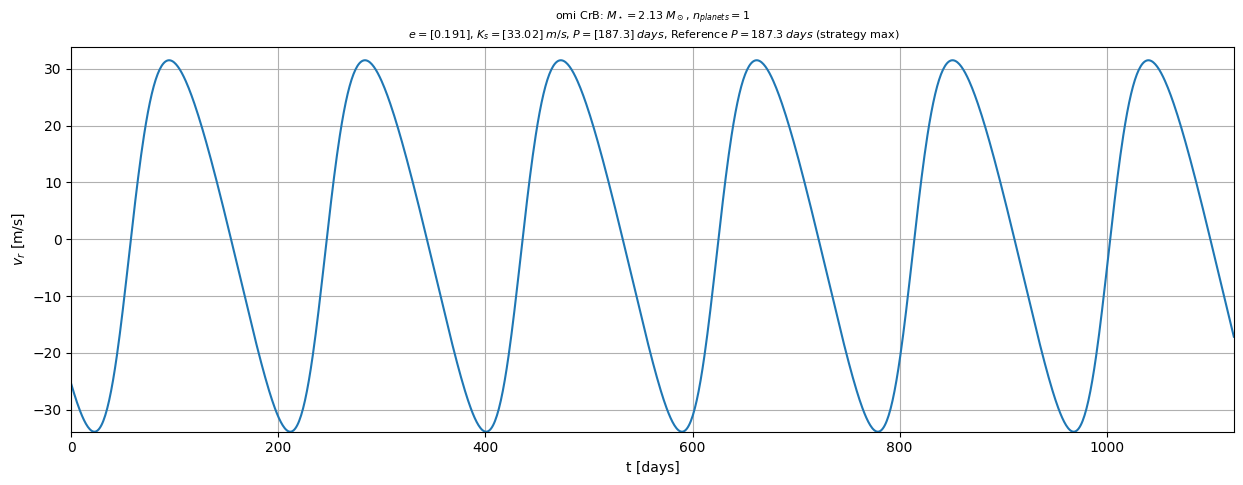 omi CrB: $M_\star = 2.13\ M_\odot$, $n_{planets} = 1$
$e = [0.191]$, $K_s = [33.02]\ m/s$, $P = [187.3]\ days$, Reference $P = 187.3\ days$ (strategy max)
30
20
10
0
−10
−20
−30
$v_r$ [m/s]
0 200 400 600 800 1000
t [days]